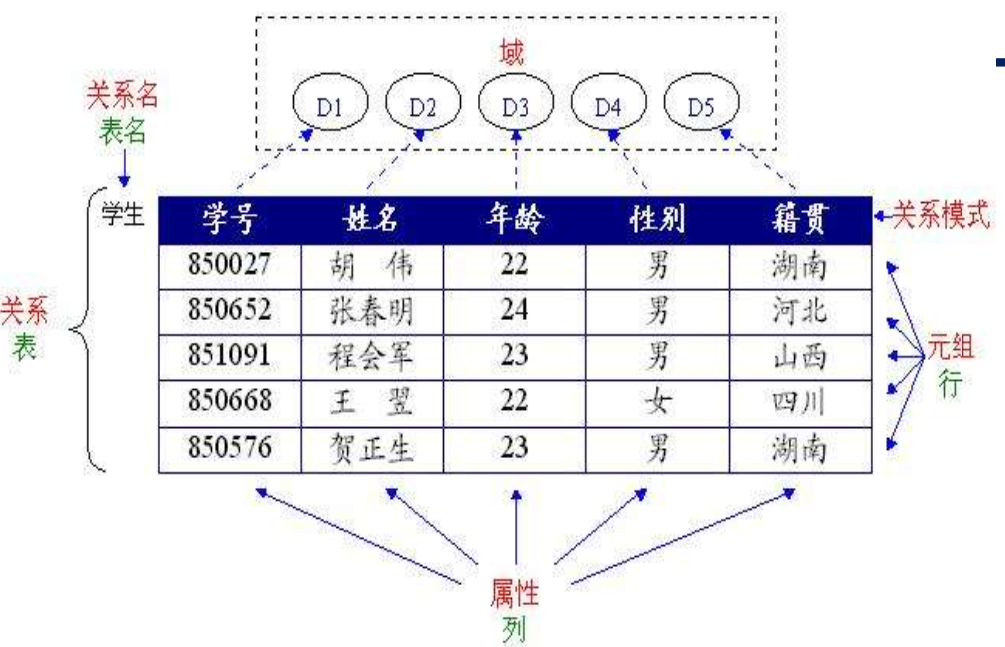 域
D1 D2 D3 D4 D5
关系名
表名
学生
学号 姓名 年龄 性别 籍贯
关系模式
850027 胡 伟 22 男 湖南
850652 张春明 24 男 河北
851091 程会军 23 男 山西
850668 王 翌 22 女 四川
850576 贺正生 23 男 湖南
关系
表
元组
行
属性
列